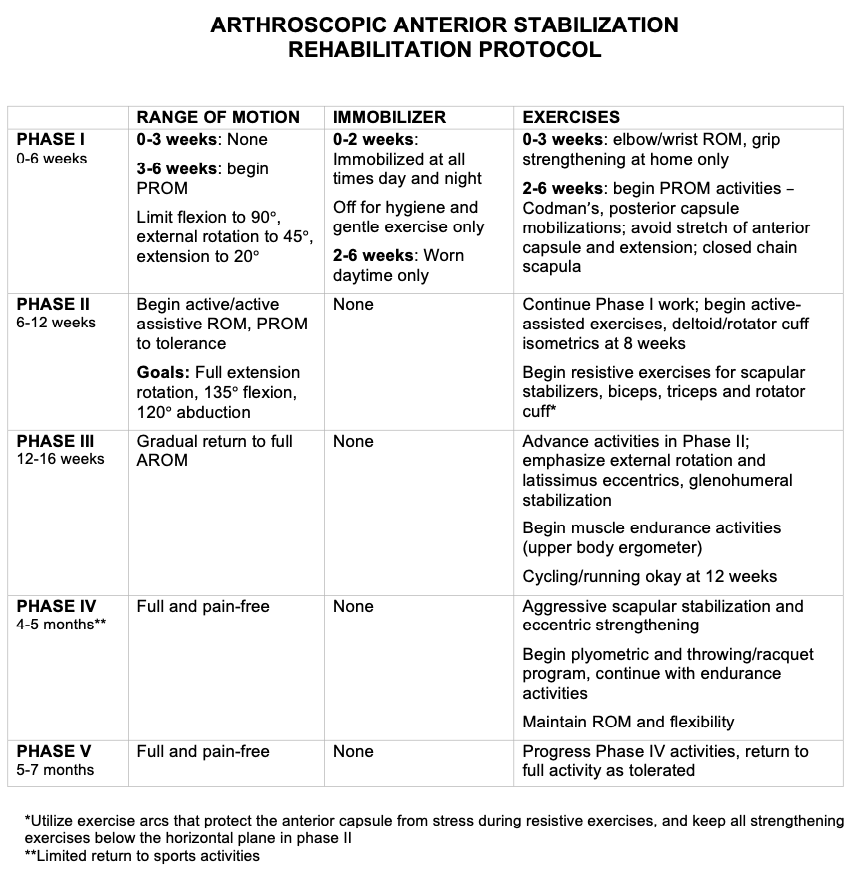 ARTHROSCOPIC ANTERIOR STABILIZATION
REHABILITATION PROTOCOL
RANGE OF MOTION
IMMOBILIZER
EXERCISES
PHASE I
0-6 weeks
0-3 weeks: None
3-6 weeks: begin
PROM
Limit flexion to 90°,
external rotation to 45°,
extension to 20°
0-2 weeks:
Immobilized at all
times day and night
Off for hygiene and
gentle exercise only
2-6 weeks: Worn
daytime only
0-3 weeks: elbow/wrist ROM, grip
strengthening at home only
2-6 weeks: begin PROM activities –
Codman's, posterior capsule
mobilizations; avoid stretch of anterior
capsule and extension; closed chain
scapula
PHASE II
6-12 weeks
Begin active/active
assistive ROM, PROM
to tolerance
Goals: Full extension
rotation, 135° flexion,
120° abduction
None
Continue Phase I work; begin active-
assisted exercises, deltoid/rotator cuff
isometrics at 8 weeks
Begin resistive exercises for scapular
stabilizers, biceps, triceps and rotator
cuff*
PHASE III
12-16 weeks
Gradual return to full
AROM
None
Advance activities in Phase II;
emphasize external rotation and
latissimus eccentrics, glenohumeral
stabilization
Begin muscle endurance activities
(upper body ergometer)
Cycling/running okay at 12 weeks
PHASE IV
4-5 months**
Full and pain-free
None
Aggressive scapular stabilization and
eccentric strengthening
Begin plyometric and throwing/racquet
program, continue with endurance
activities
Maintain ROM and flexibility
PHASE V
5-7 months
Full and pain-free
None
Progress Phase IV activities, return to
full activity as tolerated
*Utilize exercise arcs that protect the anterior capsule from stress during resistive exercises, and keep all strengthening
exercises below the horizontal plane in phase II
**Limited return to sports activities